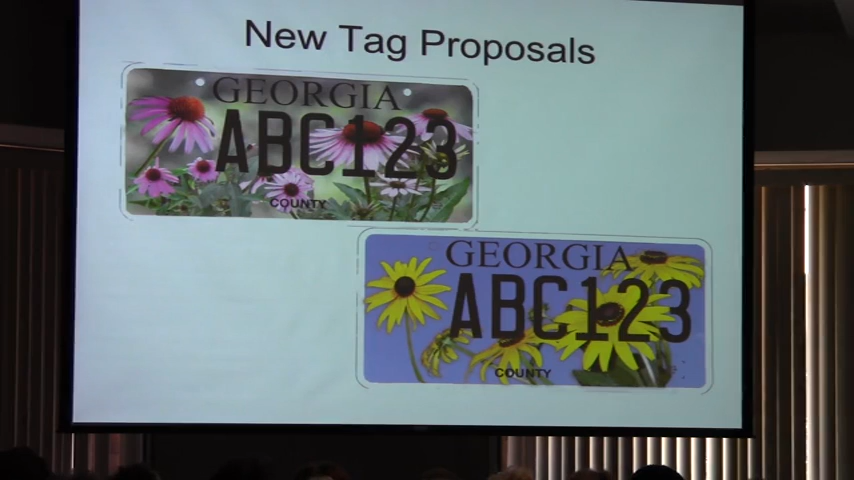 New Tag Proposals
GEORGIA
ABC123
COUNTY
GEORGIA
ABC123
COUNTY